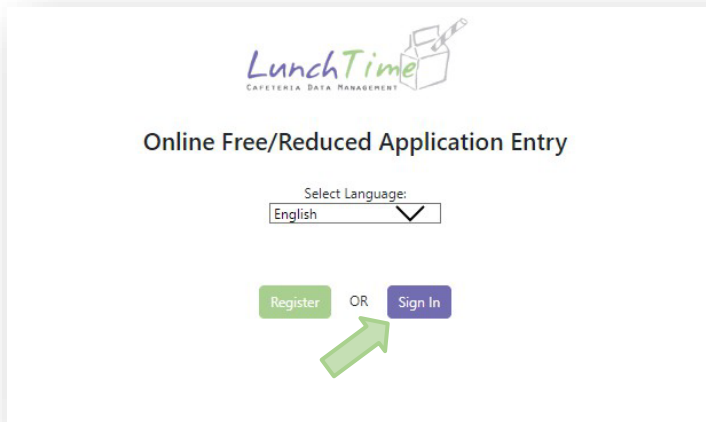 LunchTime
CAFETERIA DATA MANAGEMENT
Online Free/Reduced Application Entry
Select Language:
English
Register OR Sign In